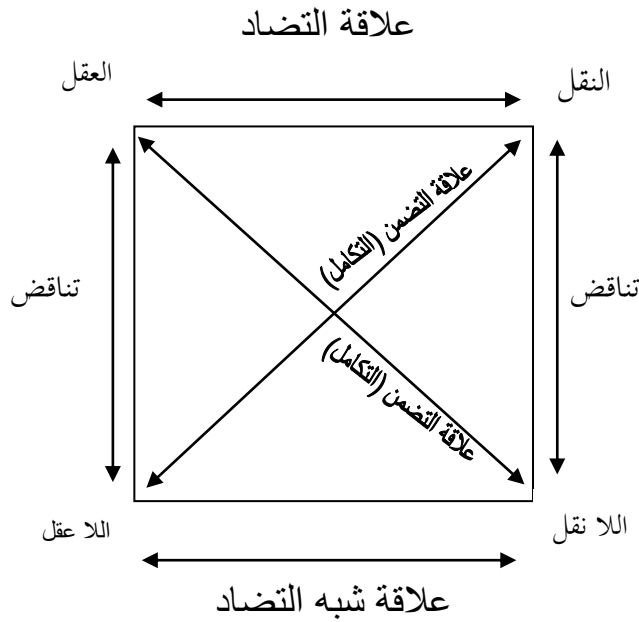 علاقة التضاد
النقل
العقل
علاقة التضمن (التكامل)
تناقض
تناقض
علاقة التضمن (التكامل)
اللا نقل
اللا عقل
علاقة شبه التضاد